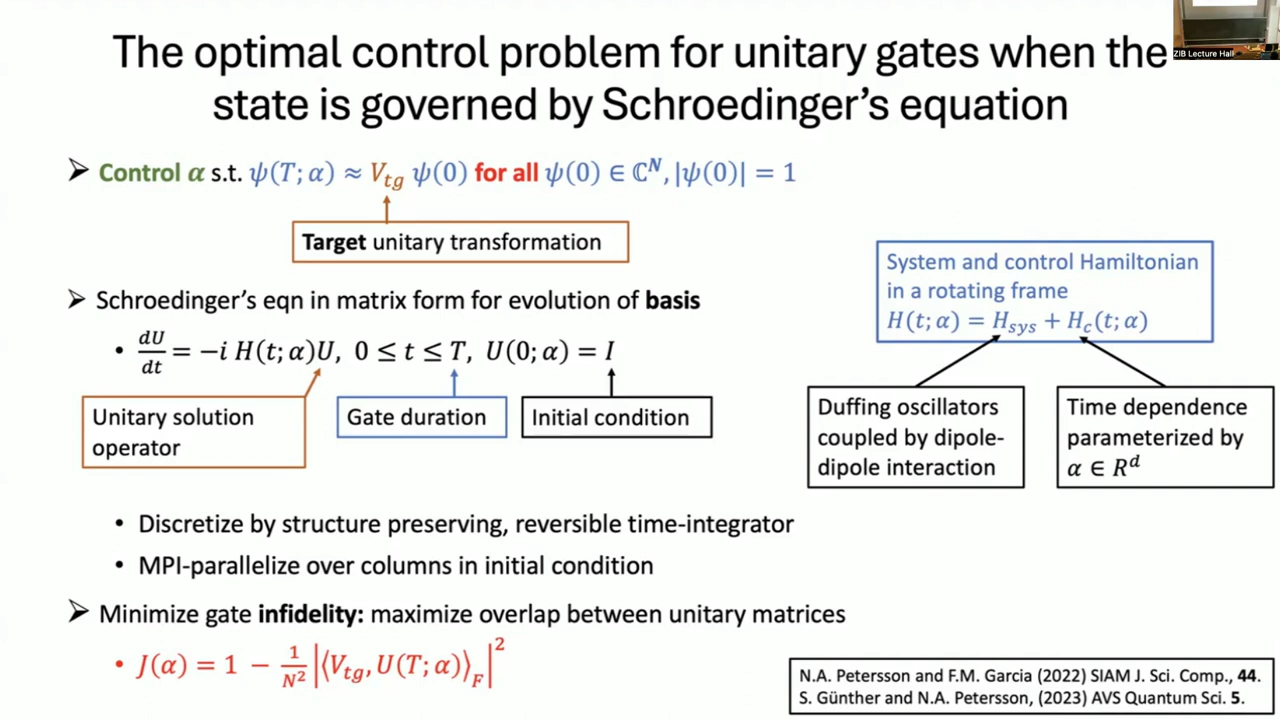 The optimal control problem for unitary gates when the
state is governed by Schroedinger's equation
ZIB Lecture Hall
➢ Control α s.t. ψ(T; α) ≈ V_tg ψ(0) for all ψ(0) ∈ ℂ^N, |ψ(0)| = 1
Target unitary transformation
System and control Hamiltonian
in a rotating frame
H(t; α) = H_sys + H_c(t; α)
➢ Schroedinger's eqn in matrix form for evolution of basis
• dU/dt = −i H(t; α)U, 0 ≤ t ≤ T, U(0; α) = I
Unitary solution
operator
Gate duration
Initial condition
Duffing oscillators
coupled by dipole-
dipole interaction
Time dependence
parameterized by
α ∈ R^d
• Discretize by structure preserving, reversible time-integrator
• MPI-parallelize over columns in initial condition
➢ Minimize gate infidelity: maximize overlap between unitary matrices
• J(α) = 1 − 1/N² |⟨V_tg, U(T; α)⟩_F|²
N.A. Petersson and F.M. Garcia (2022) SIAM J. Sci. Comp., 44.
S. Günther and N.A. Petersson, (2023) AVS Quantum Sci. 5.